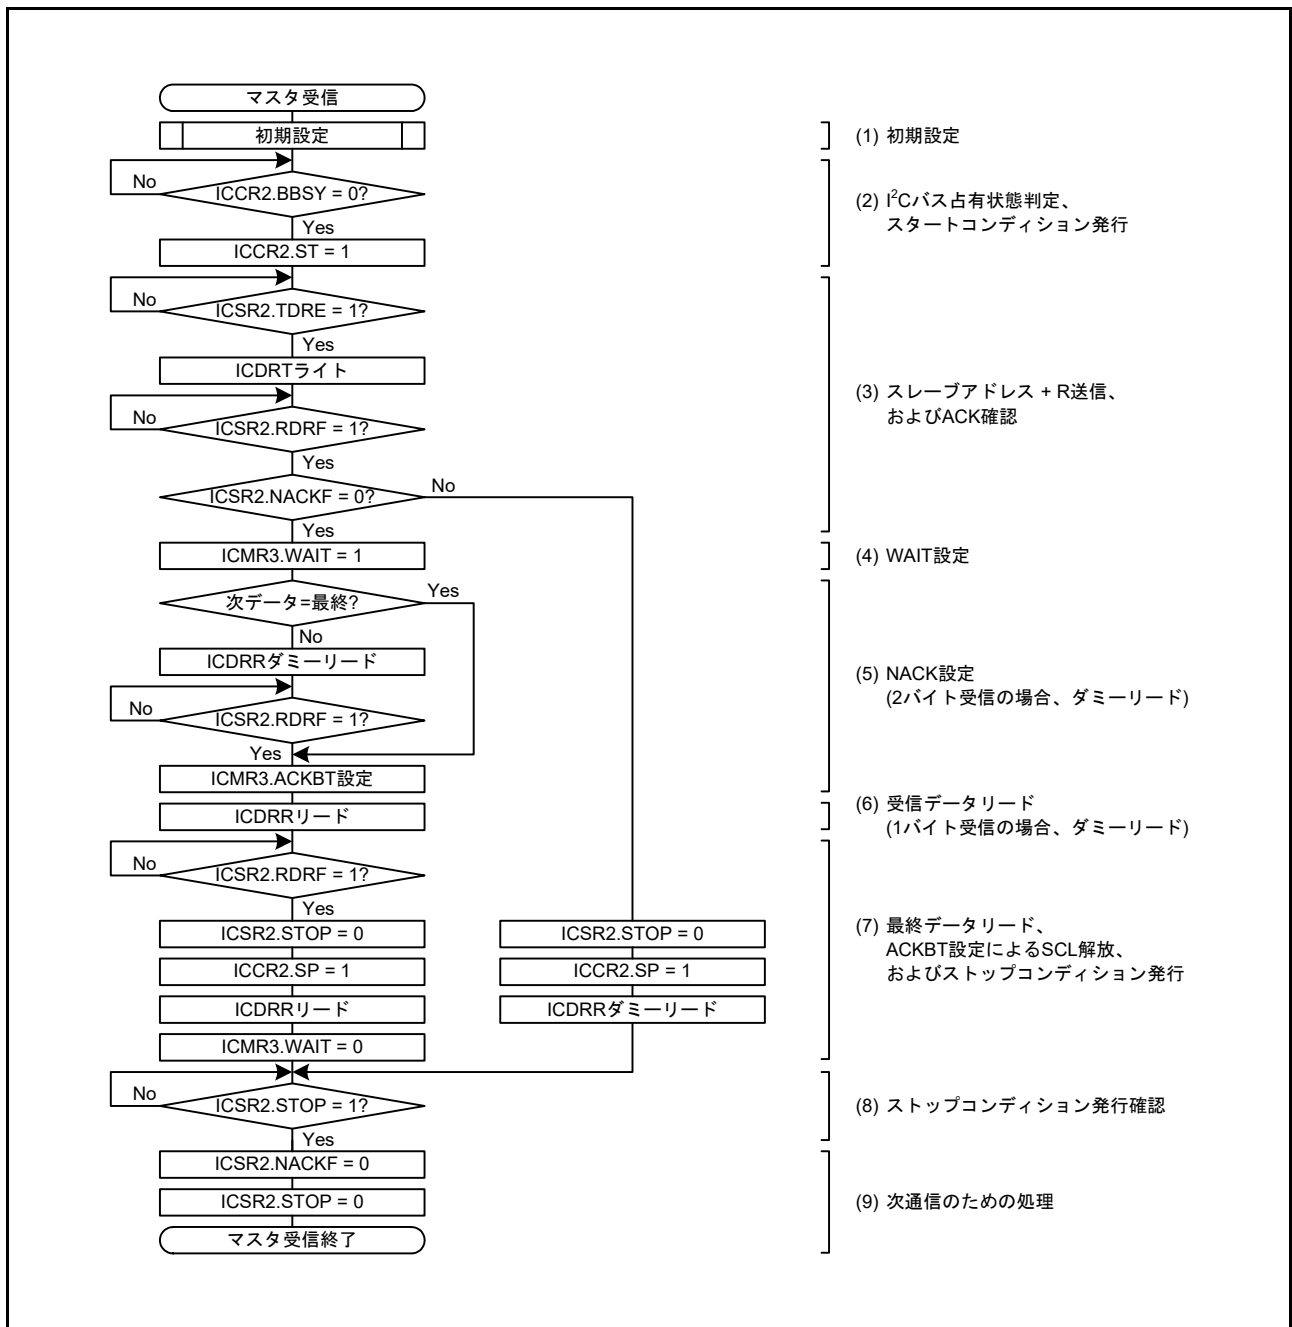 マスタ受信
初期設定
(1) 初期設定
No
ICCR2.BBSY = 0?
Yes
ICCR2.ST = 1
(2) I²Cバス占有状態判定、
スタートコンディション発行
No
ICSR2.TDRE = 1?
Yes
ICDRTライト
No
ICSR2.RDRF = 1?
Yes
ICSR2.NACKF = 0?
No
Yes
(3) スレーブアドレス + R送信、
およびACK確認
ICMR3.WAIT = 1
(4) WAIT設定
次データ=最終?
Yes
No
ICDRRダミーリード
No
ICSR2.RDRF = 1?
Yes
ICMR3.ACKBT設定
(5) NACK設定
(2バイト受信の場合、ダミーリード)
ICDRRリード
(6) 受信データリード
(1バイト受信の場合、ダミーリード)
No
ICSR2.RDRF = 1?
Yes
ICSR2.STOP = 0
ICCR2.SP = 1
ICDRRリード
ICMR3.WAIT = 0
ICSR2.STOP = 0
ICCR2.SP = 1
ICDRRダミーリード
(7) 最終データリード、
ACKBT設定によるSCL解放、
およびストップコンディション発行
No
ICSR2.STOP = 1?
Yes
(8) ストップコンディション発行確認
ICSR2.NACKF = 0
ICSR2.STOP = 0
マスタ受信終了
(9) 次通信のための処理